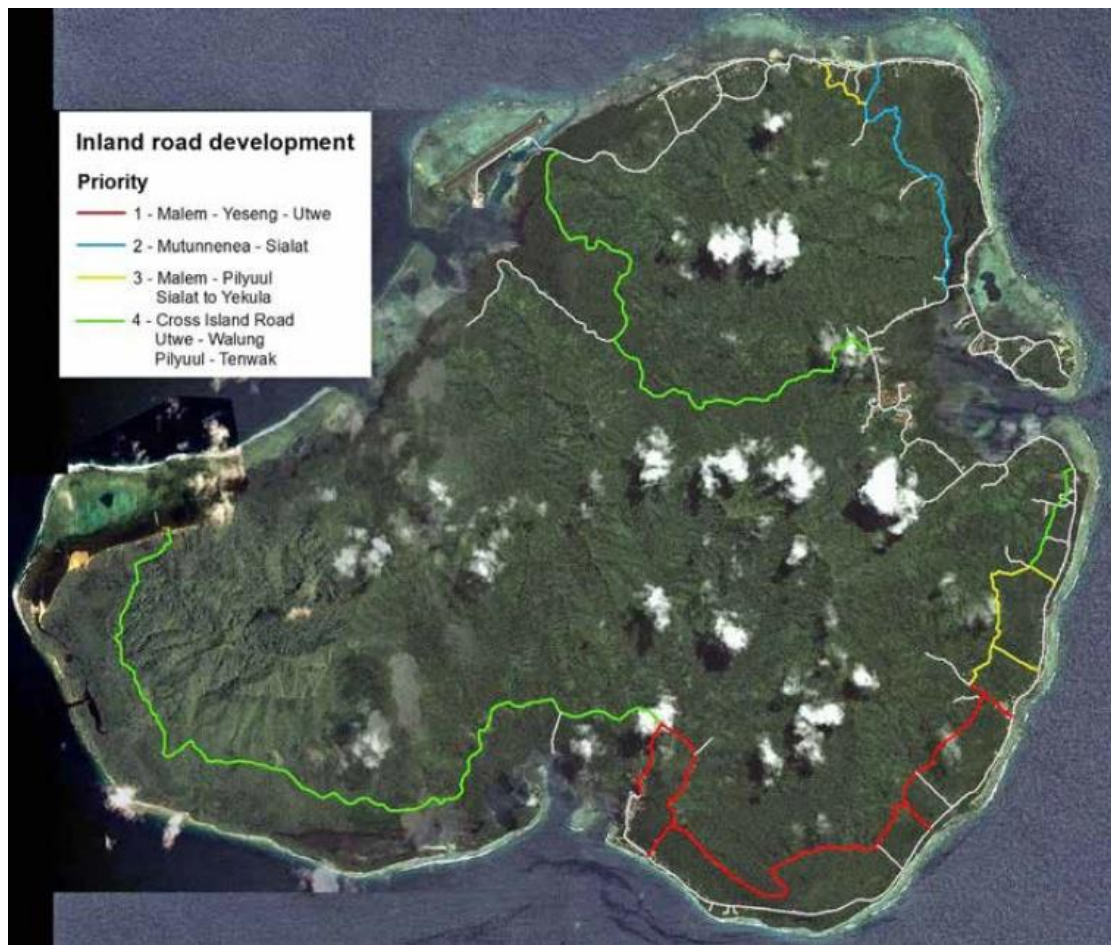 Inland road development
Priority
1 - Malem - Yeseng - Utwe
2 - Mutunnenea - Sialat
3 - Malem - Pilyuul
Sialat to Yekula
4 - Cross Island Road
Utwe - Walung
Pilyuul - Tenwak